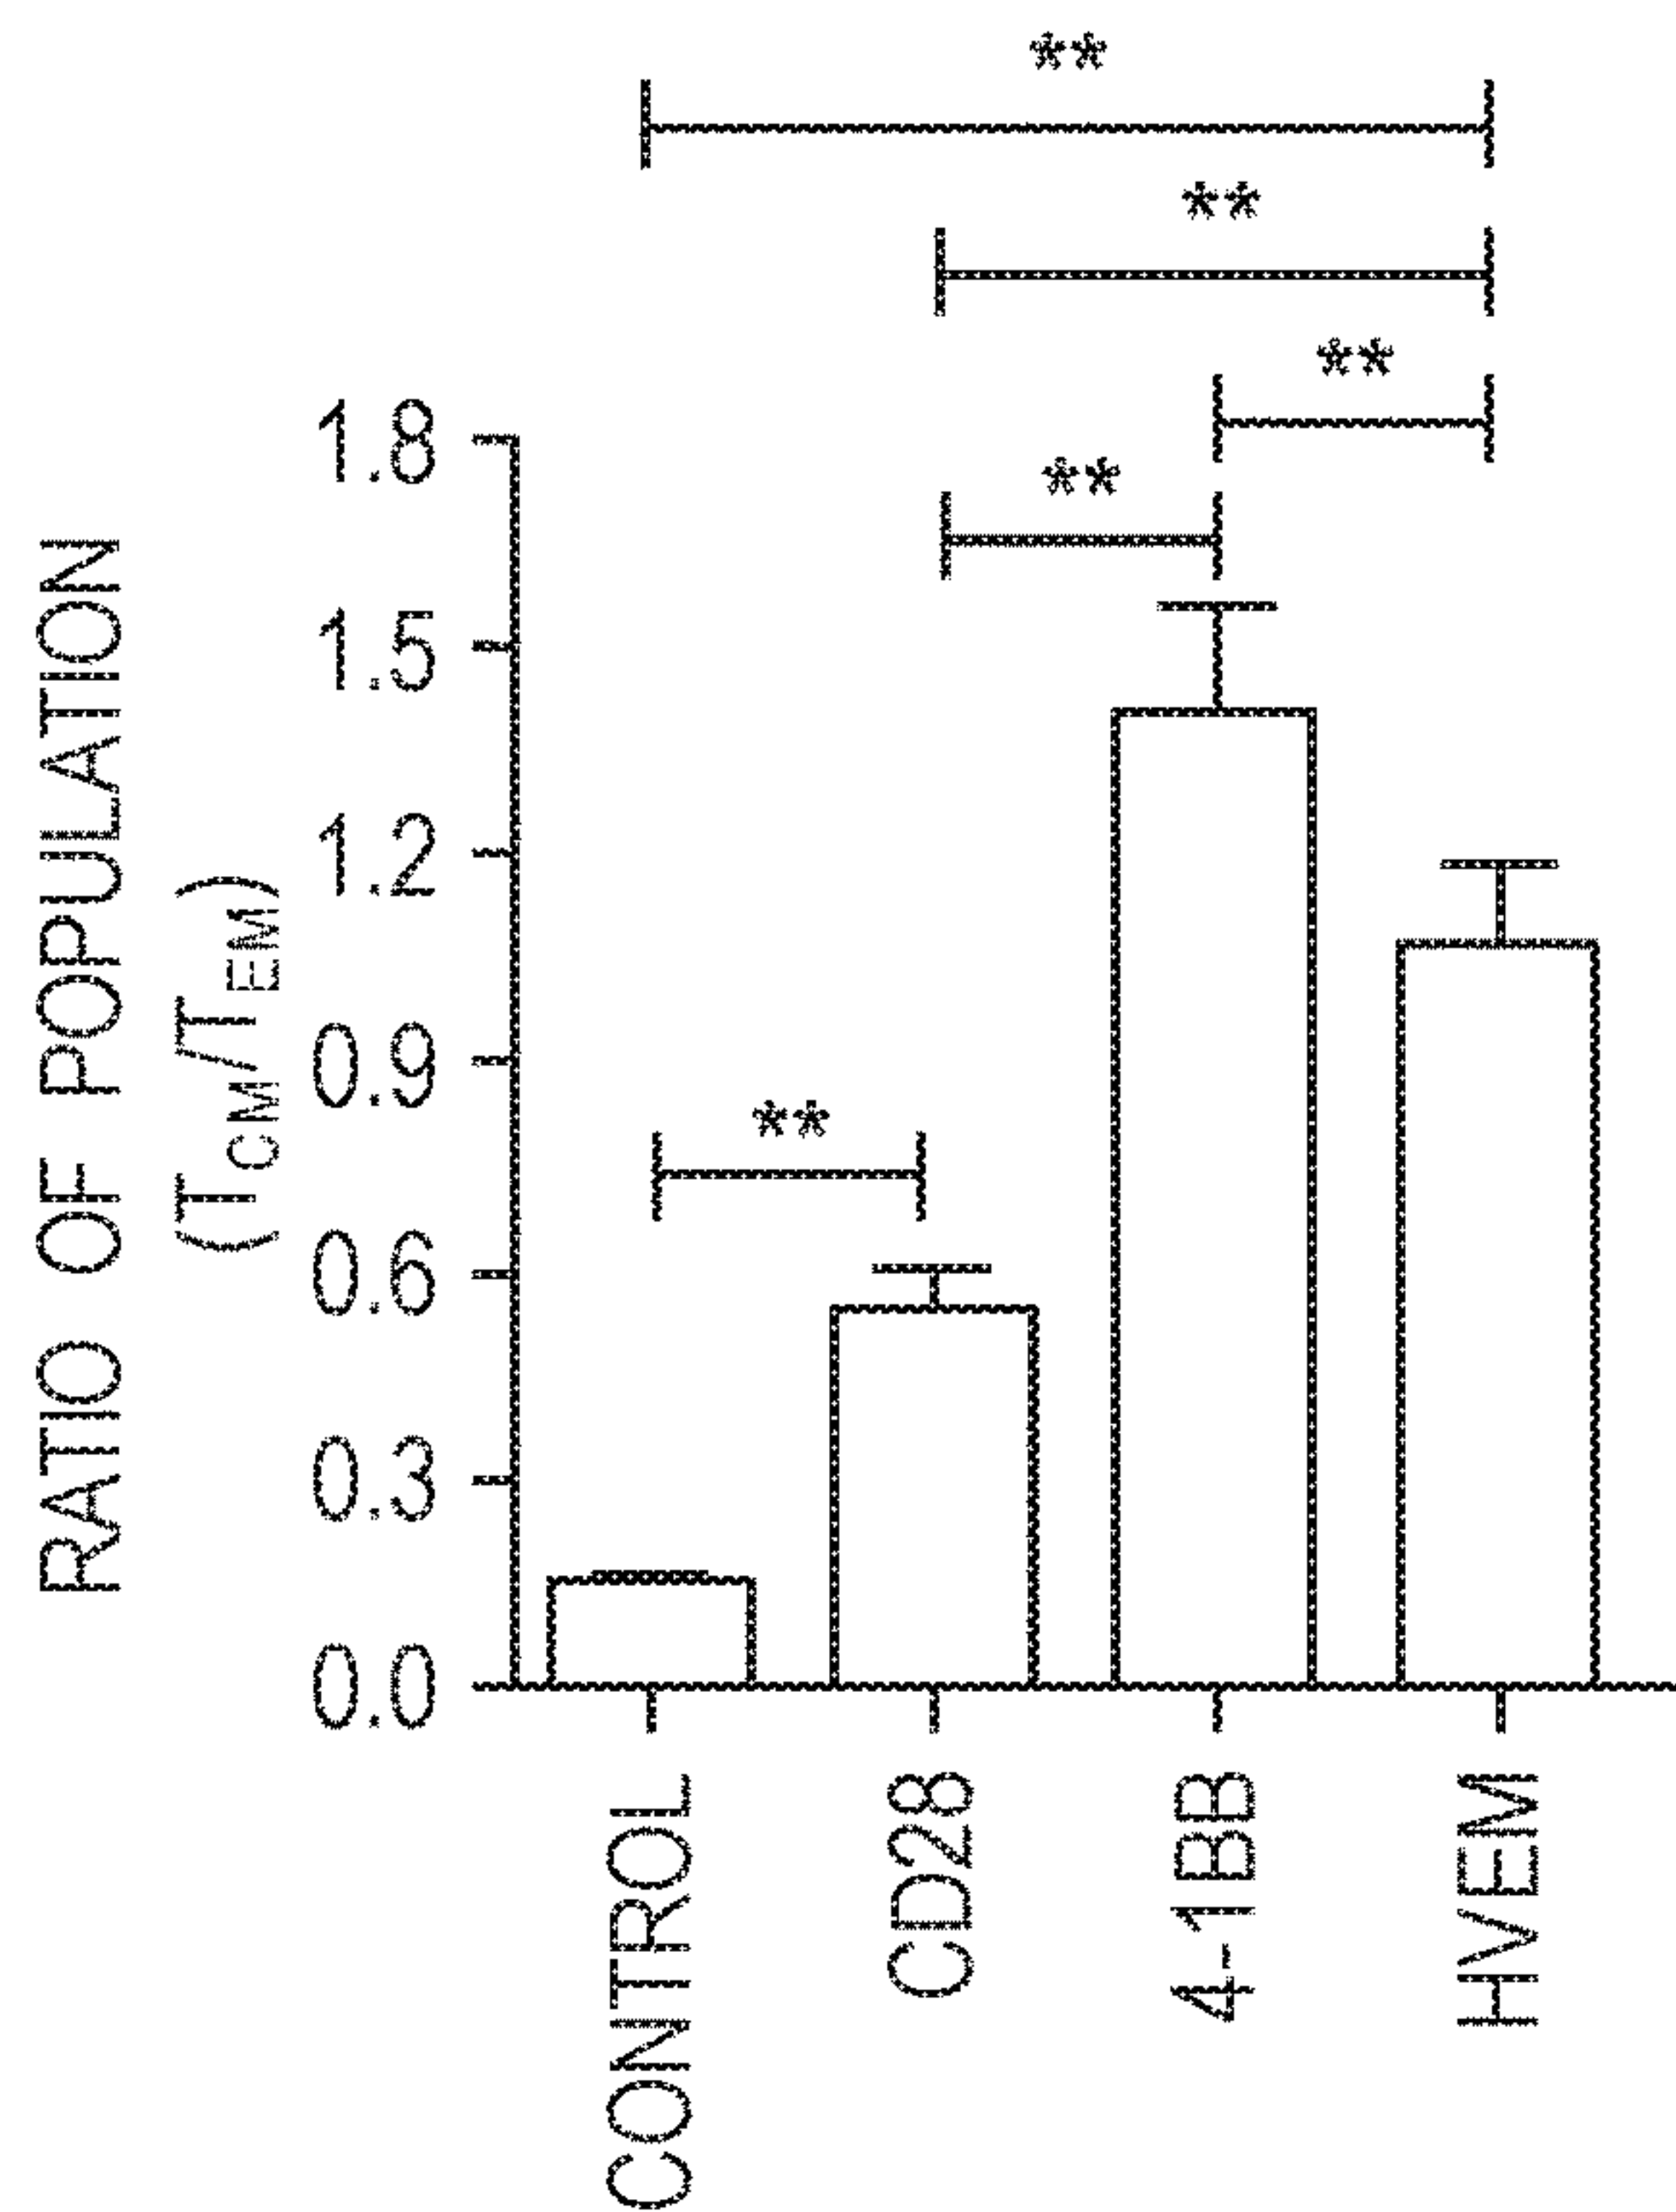 RATIO OF POPULATION
(TCM/TEM)
**
**
**
**
**
1.8
1.5
1.2
0.9
0.6
0.3
0.0
CONTROL
CD28
4-1BB
HVEM